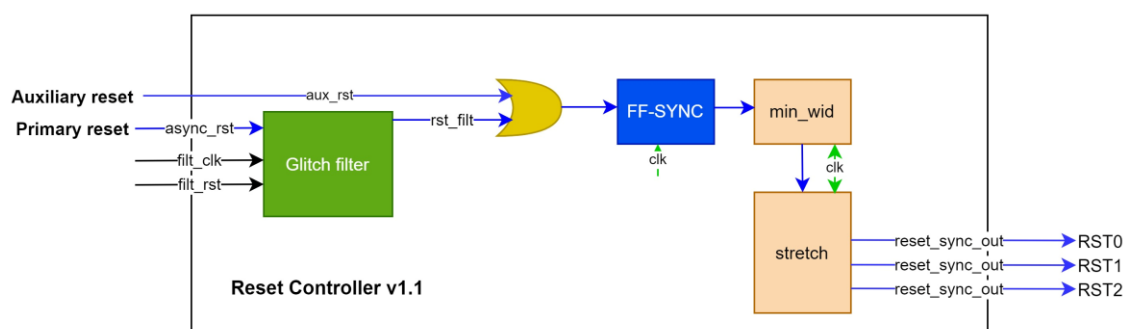 Auxiliary reset
aux_rst
Primary reset
async_rst
rst_filt
filt_clk
filt_rst
Glitch filter
FF-SYNC
clk
min_wid
clk
stretch
reset_sync_out
RST0
reset_sync_out
RST1
reset_sync_out
RST2
Reset Controller v1.1